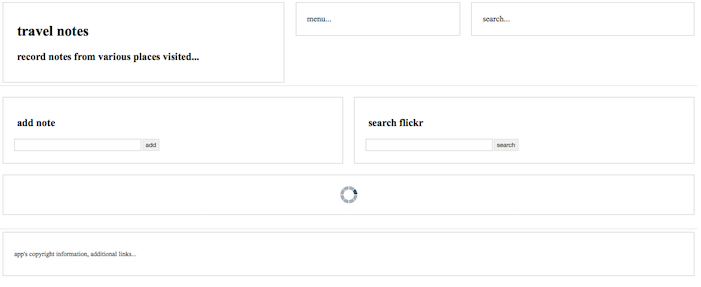 travel notes
record notes from various places visited...
menu...
search...
add note
add
search flickr
search
app's copyright information, additional links...